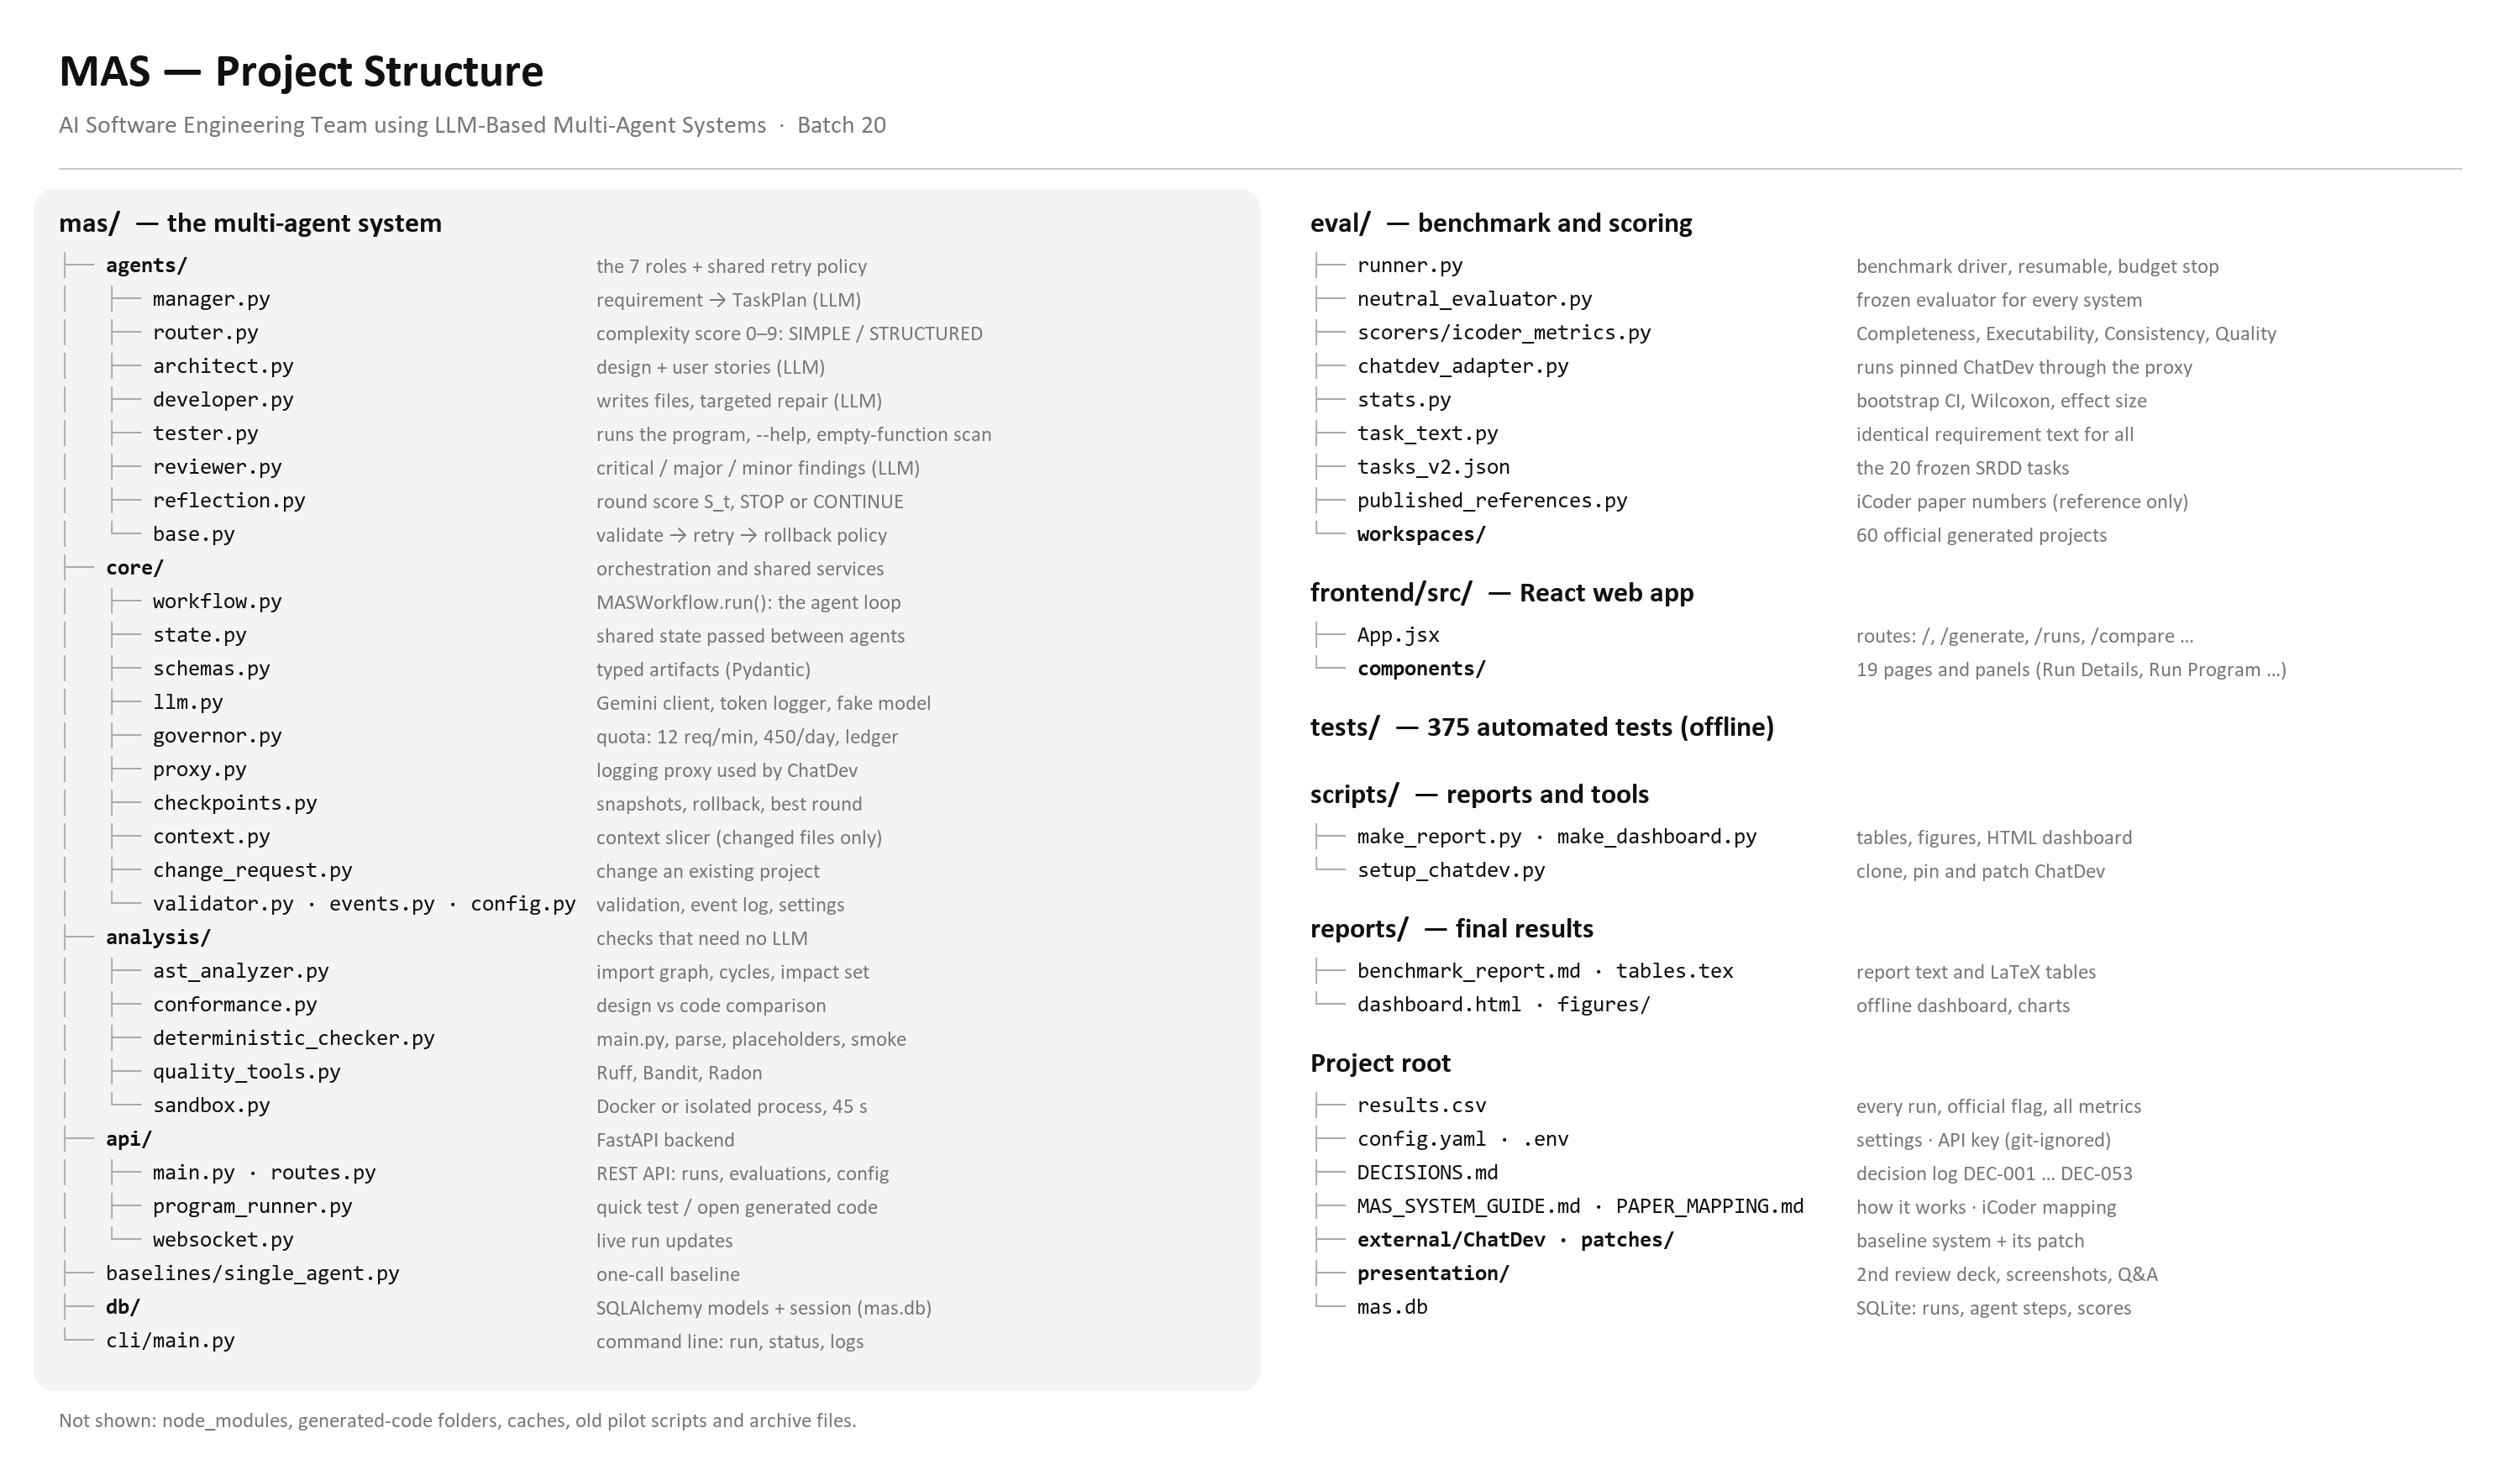 MAS — Project Structure
AI Software Engineering Team using LLM-Based Multi-Agent Systems · Batch 20
mas/ — the multi-agent system
├── agents/ the 7 roles + shared retry policy
│   ├── manager.py requirement → TaskPlan (LLM)
│   ├── router.py complexity score 0–9: SIMPLE / STRUCTURED
│   ├── architect.py design + user stories (LLM)
│   ├── developer.py writes files, targeted repair (LLM)
│   ├── tester.py runs the program, --help, empty-function scan
│   ├── reviewer.py critical / major / minor findings (LLM)
│   ├── reflection.py round score S_t, STOP or CONTINUE
│   └── base.py validate → retry → rollback policy
├── core/ orchestration and shared services
│   ├── workflow.py MASWorkflow.run(): the agent loop
│   ├── state.py shared state passed between agents
│   ├── schemas.py typed artifacts (Pydantic)
│   ├── llm.py Gemini client, token logger, fake model
│   ├── governor.py quota: 12 req/min, 450/day, ledger
│   ├── proxy.py logging proxy used by ChatDev
│   ├── checkpoints.py snapshots, rollback, best round
│   ├── context.py context slicer (changed files only)
│   ├── change_request.py change an existing project
│   └── validator.py · events.py · config.py validation, event log, settings
├── analysis/ checks that need no LLM
│   ├── ast_analyzer.py import graph, cycles, impact set
│   ├── conformance.py design vs code comparison
│   ├── deterministic_checker.py main.py, parse, placeholders, smoke
│   ├── quality_tools.py Ruff, Bandit, Radon
│   └── sandbox.py Docker or isolated process, 45 s
├── api/ FastAPI backend
│   ├── main.py · routes.py REST API: runs, evaluations, config
│   ├── program_runner.py quick test / open generated code
│   └── websocket.py live run updates
├── baselines/single_agent.py one-call baseline
├── db/ SQLAlchemy models + session (mas.db)
└── cli/main.py command line: run, status, logs
eval/ — benchmark and scoring
├── runner.py benchmark driver, resumable, budget stop
├── neutral_evaluator.py frozen evaluator for every system
├── scorers/icoder_metrics.py Completeness, Executability, Consistency, Quality
├── chatdev_adapter.py runs pinned ChatDev through the proxy
├── stats.py bootstrap CI, Wilcoxon, effect size
├── task_text.py identical requirement text for all
├── tasks_v2.json the 20 frozen SRDD tasks
├── published_references.py iCoder paper numbers (reference only)
└── workspaces/ 60 official generated projects
frontend/src/ — React web app
├── App.jsx routes: /, /generate, /runs, /compare ...
└── components/ 19 pages and panels (Run Details, Run Program ...)
tests/ — 375 automated tests (offline)
scripts/ — reports and tools
├── make_report.py · make_dashboard.py tables, figures, HTML dashboard
└── setup_chatdev.py clone, pin and patch ChatDev
reports/ — final results
├── benchmark_report.md · tables.tex report text and LaTeX tables
└── dashboard.html · figures/ offline dashboard, charts
Project root
├── results.csv every run, official flag, all metrics
├── config.yaml · .env settings · API key (git-ignored)
├── DECISIONS.md decision log DEC-001 ... DEC-053
├── MAS_SYSTEM_GUIDE.md · PAPER_MAPPING.md how it works · iCoder mapping
├── external/ChatDev · patches/ baseline system + its patch
├── presentation/ 2nd review deck, screenshots, Q&A
└── mas.db SQLite: runs, agent steps, scores
Not shown: node_modules, generated-code folders, caches, old pilot scripts and archive files.